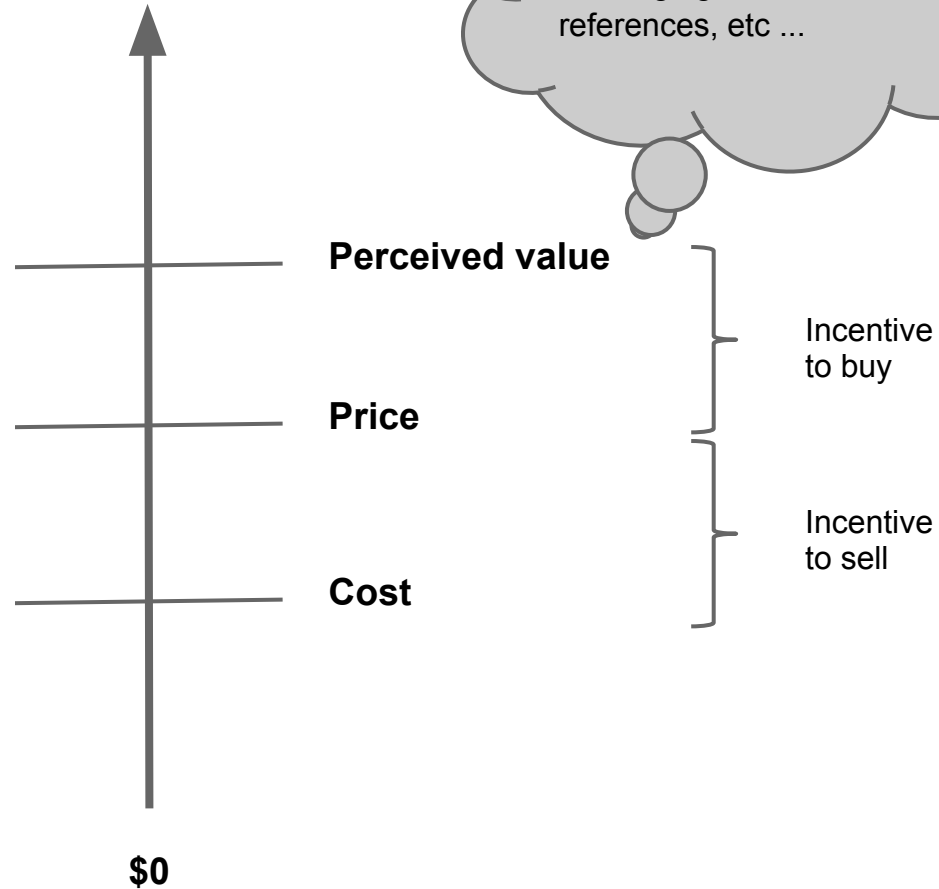 references, etc ...
Perceived value
Incentive
to buy
Price
Incentive
to sell
Cost
$0